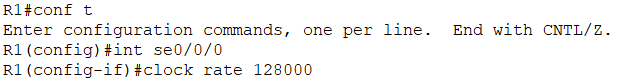 R1#conf t
Enter configuration commands, one per line.  End with CNTL/Z.
R1(config)#int se0/0/0
R1(config-if)#clock rate 128000